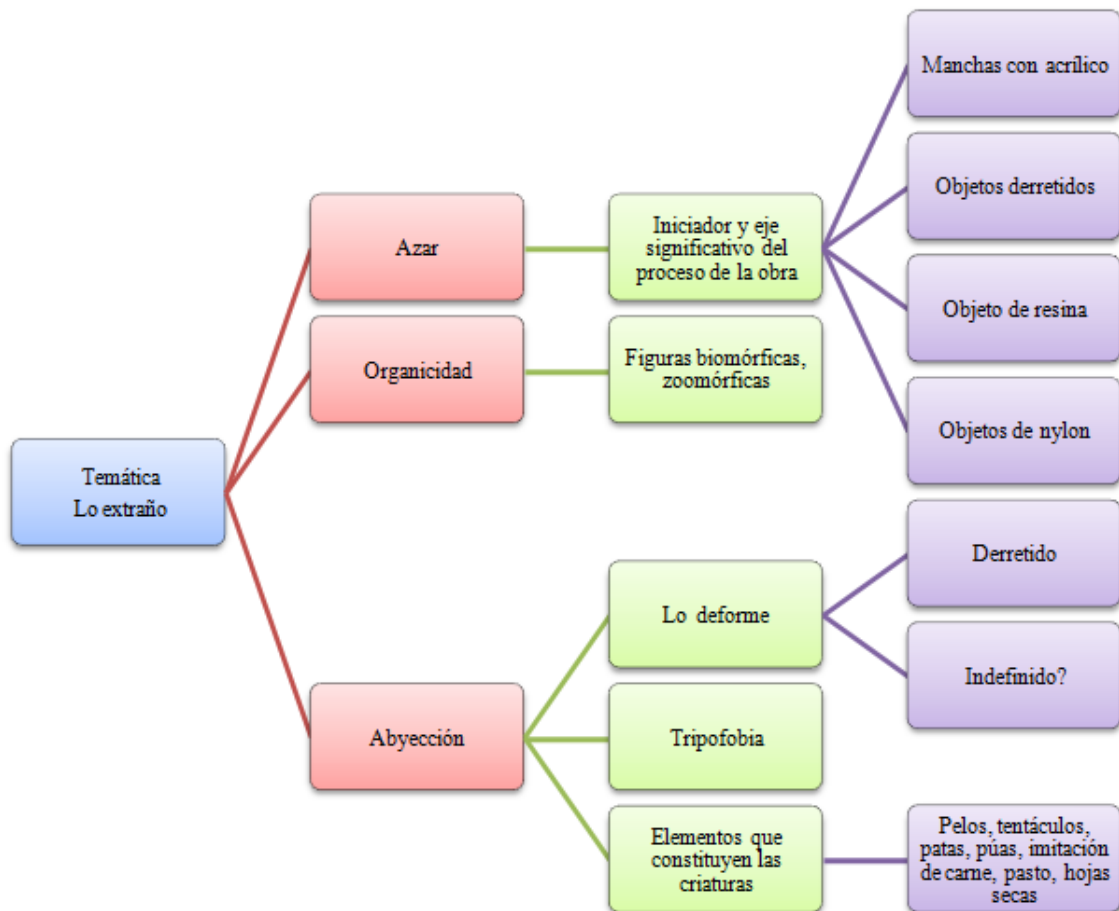 Temática
Lo extraño
Azar
Iniciador y eje
significativo del
proceso de la obra
Manchas con acrílico
Objetos derretidos
Objeto de resina
Objetos de nylon
Organicidad
Figuras biomórficas,
zoomórficas
Abyección
Lo deforme
Derretido
Indefinido?
Tripofobia
Elementos que
constituyen las
criaturas
Pelos, tentáculos,
patas, púas, imitación
de carne, pasto, hojas
secas